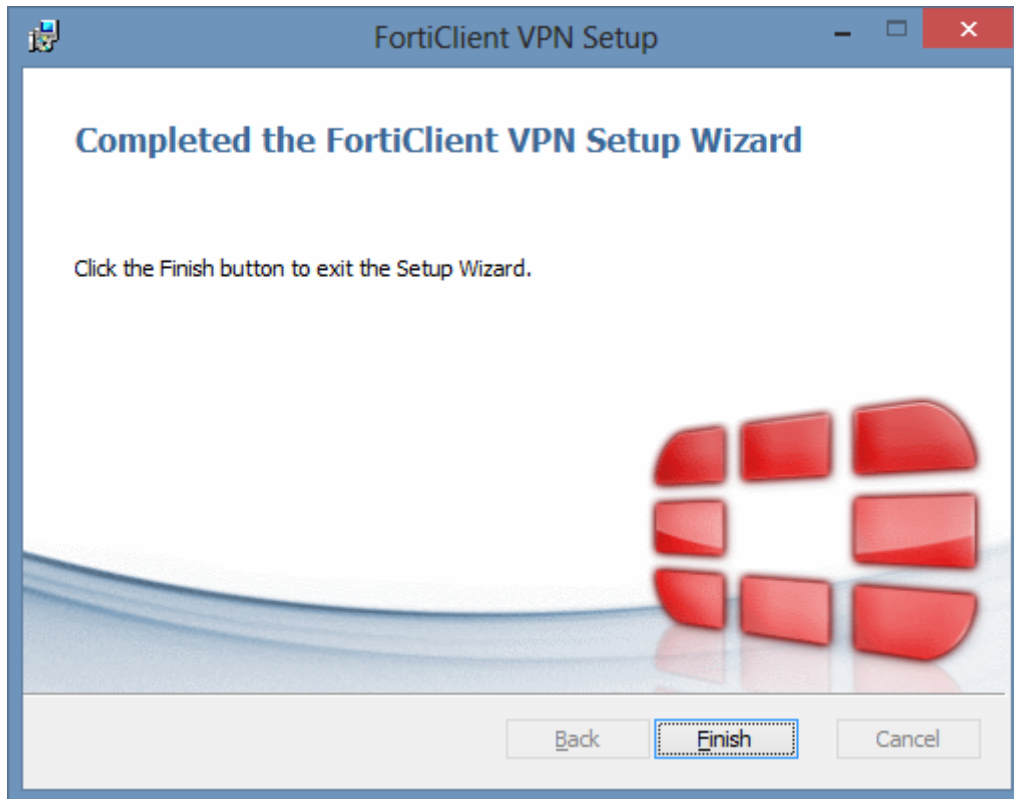 FortiClient VPN Setup
Completed the FortiClient VPN Setup Wizard
Click the Finish button to exit the Setup Wizard.
Back
Finish
Cancel